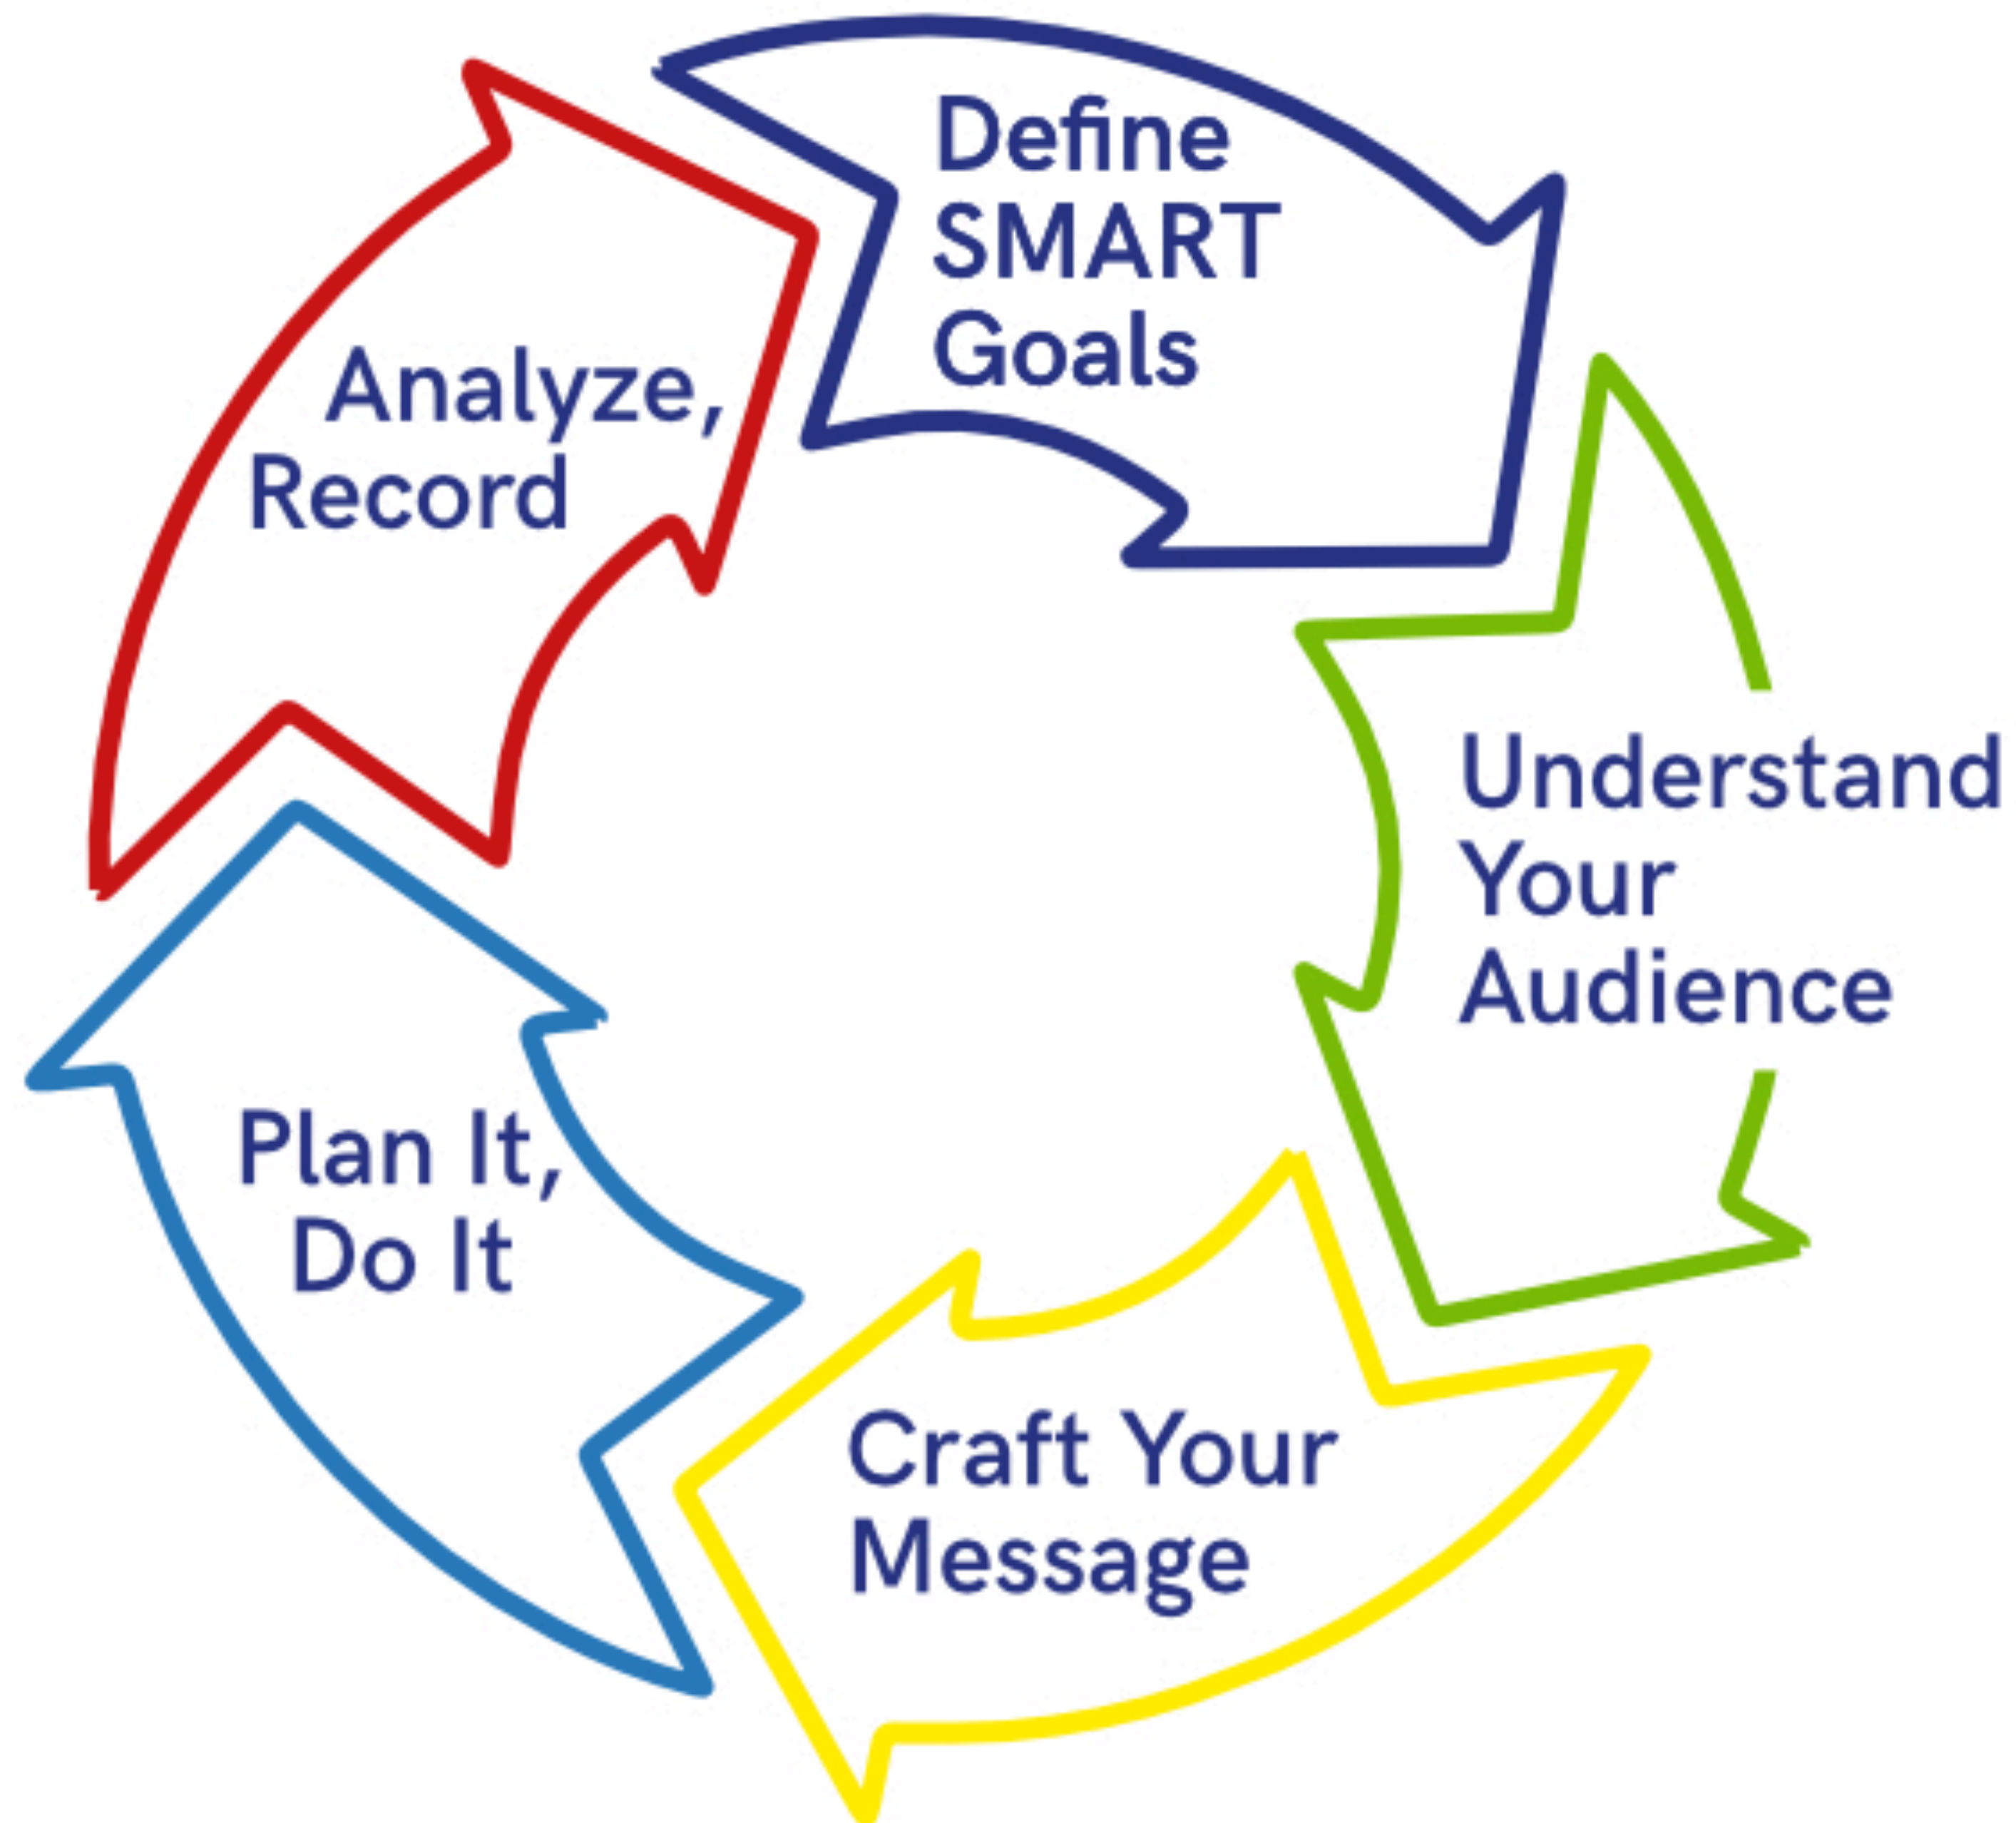 Define
SMART
Goals
Understand
Your
Audience
Craft Your
Message
Plan It,
Do It
Analyze,
Record